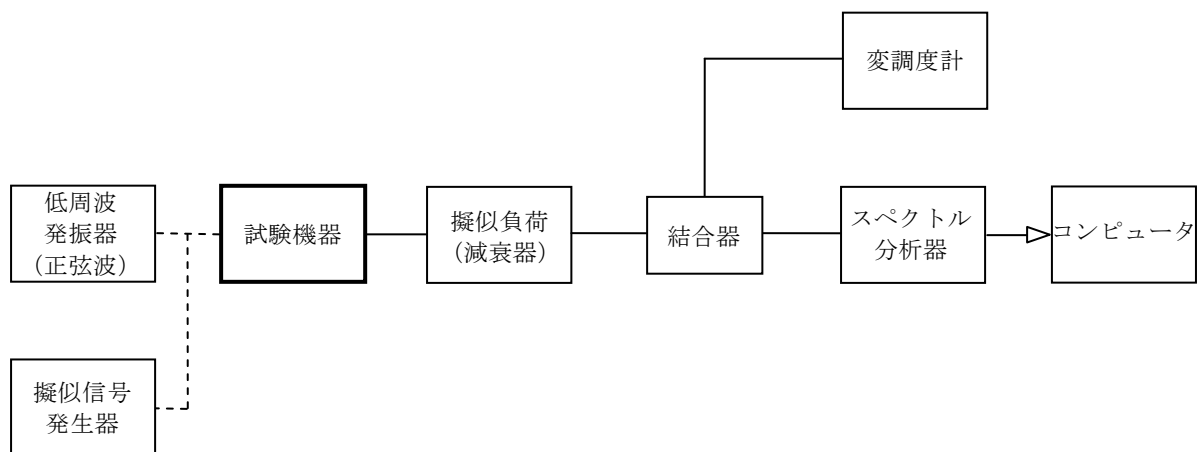 変調度計
低周波
発振器
（正弦波）
試験機器
擬似負荷
（減衰器）
結合器
スペクトル
分析器
コンピュータ
擬似信号
発生器